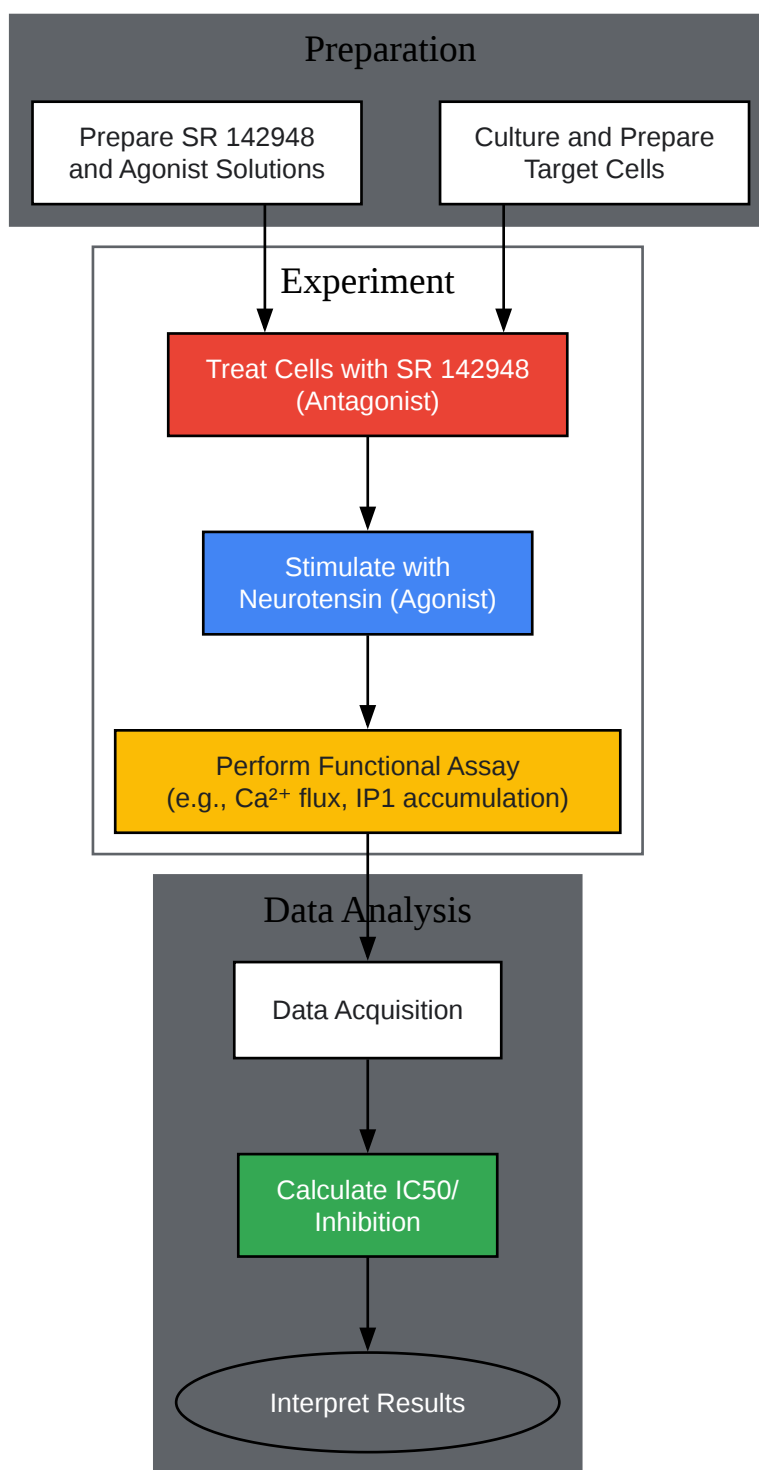 Preparation
Prepare SR 142948
and Agonist Solutions
Culture and Prepare
Target Cells
Experiment
Treat Cells with SR 142948
(Antagonist)
Stimulate with
Neurotensin (Agonist)
Perform Functional Assay
(e.g., Ca²⁺ flux, IP1 accumulation)
Data Analysis
Data Acquisition
Calculate IC50/
Inhibition
Interpret Results